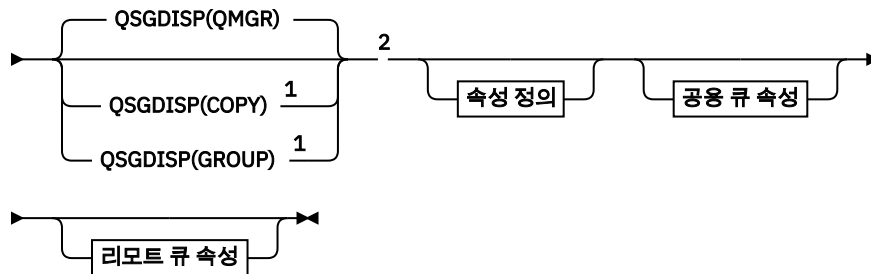 QSGDISP(QMGR)
2
QSGDISP(COPY) 1
속성 정의
공용 큐 속성
QSGDISP(GROUP) 1
리모트 큐 속성